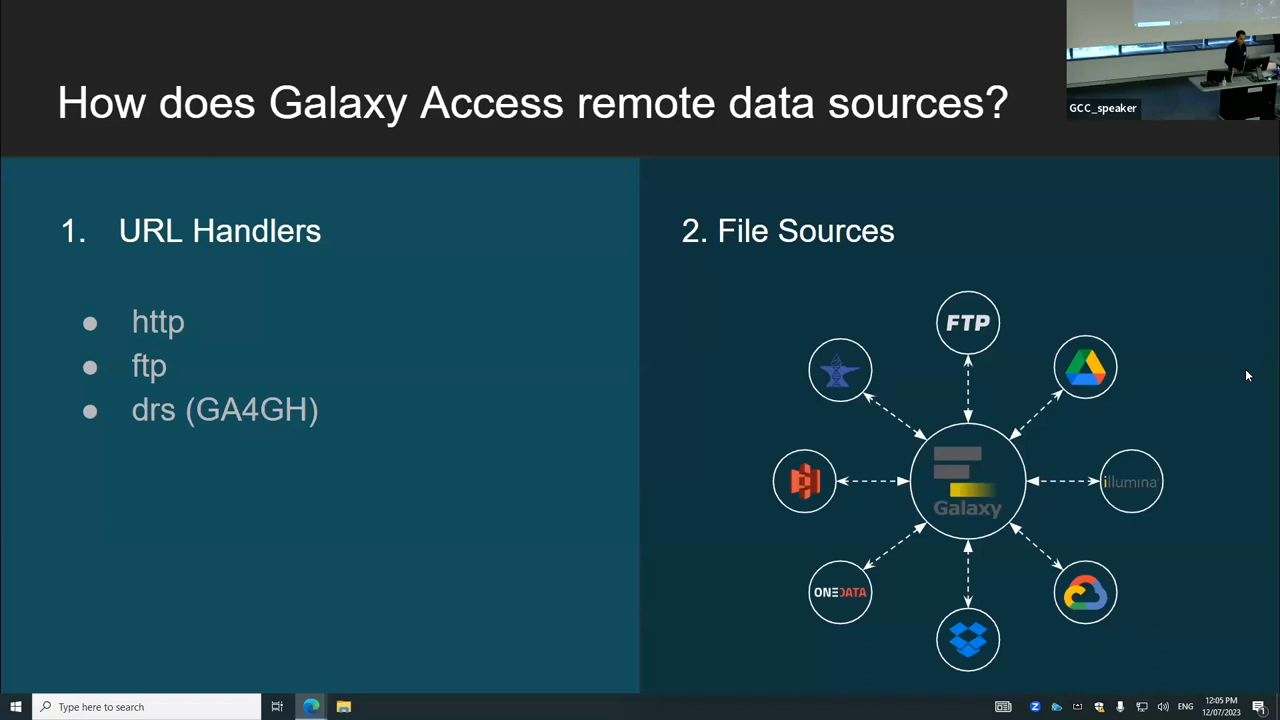 How does Galaxy Access remote data sources?
GCC_speaker
1. URL Handlers
● http
● ftp
● drs (GA4GH)
2. File Sources
FTP
illumina
Galaxy
ONEDATA
Type here to search
ENG
12:05 PM
12/07/2023
1